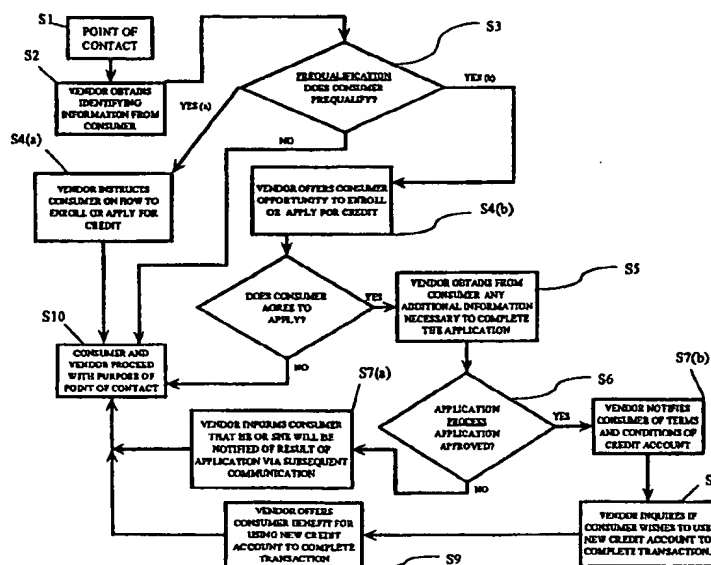 S1
POINT OF
CONTACT
S2
VENDOR OBTAINS
IDENTIFYING
INFORMATION FROM
CONSUMER
S3
PREQUALIFICATION
DOES CONSUMER
PREQUALIFY?
YES (a)
YES (b)
NO
S4(a)
VENDOR INSTRUCTS
CONSUMER ON HOW TO
ENROLL OR APPLY FOR
CREDIT
VENDOR OFFERS CONSUMER
OPPORTUNITY TO ENROLL
OR APPLY FOR CREDIT
S4(b)
DOES CONSUMER
AGREE TO
APPLY?
YES
NO
S5
VENDOR OBTAINS FROM
CONSUMER ANY
ADDITIONAL INFORMATION
NECESSARY TO COMPLETE
THE APPLICATION
S10
CONSUMER AND
VENDOR PROCEED
WITH PURPOSE OF
POINT OF CONTACT
S6
APPLICATION
PROCESS
APPLICATION
APPROVED?
YES
NO
S7(a)
VENDOR INFORMS CONSUMER
THAT HE OR SHE WILL BE
NOTIFIED OF RESULT OF
APPLICATION VIA SUBSEQUENT
COMMUNICATION
S7(b)
VENDOR NOTIFIES
CONSUMER OF TERMS
AND CONDITIONS OF
CREDIT ACCOUNT
S
VENDOR INQUIRES IF
CONSUMER WISHES TO USE
NEW CREDIT ACCOUNT TO
COMPLETE TRANSACTION.
VENDOR OFFERS
CONSUMER BENEFIT FOR
USING NEW CREDIT
ACCOUNT TO COMPLETE
TRANSACTION
S9